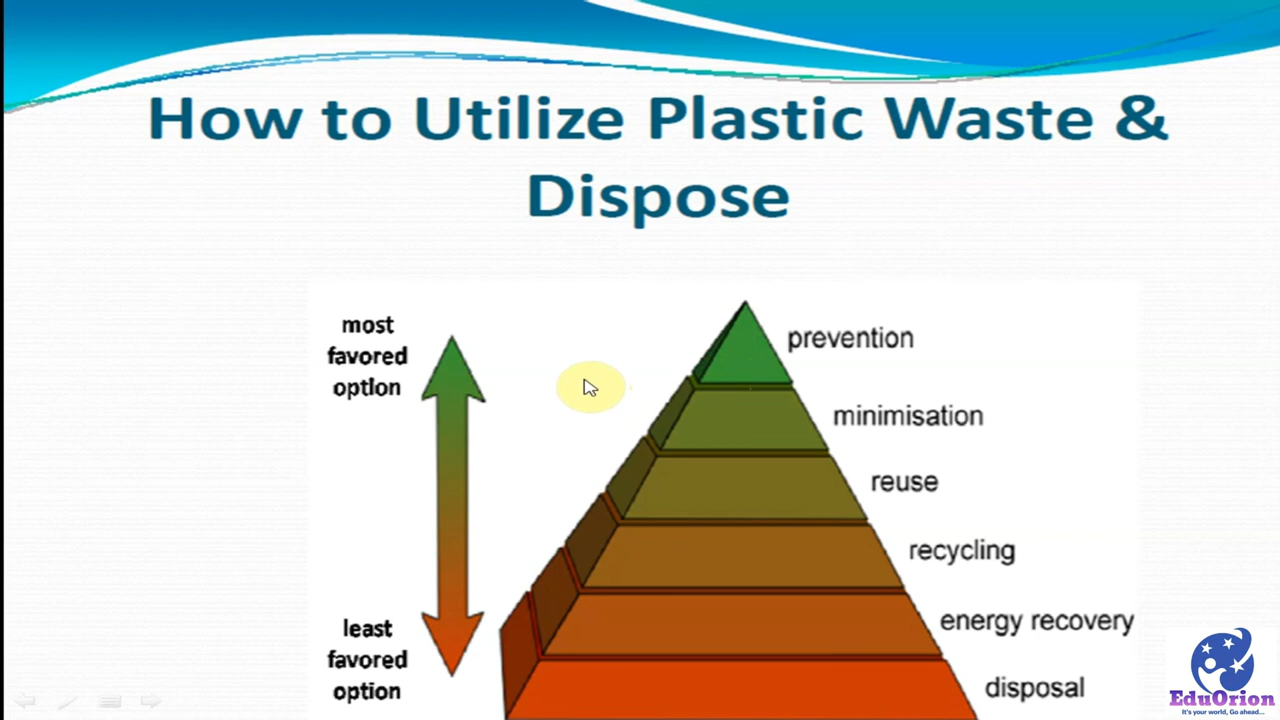 How to Utilize Plastic Waste &
Dispose
most
favored
option
prevention
minimisation
reuse
recycling
energy recovery
disposal
least
favored
option
EduOrion
It's your world, Go ahead...